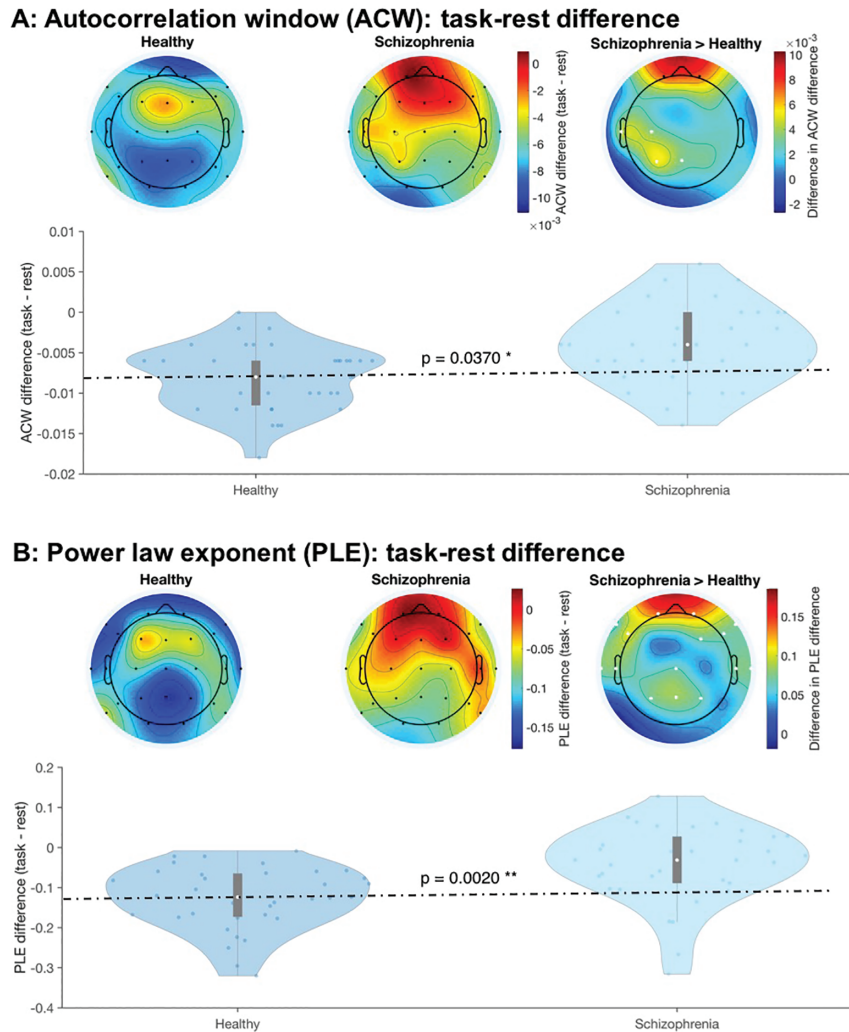 A: Autocorrelation window (ACW): task-rest difference
Healthy
Schizophrenia
Schizophrenia > Healthy
0
-2
-4
-6
-8
-10
×10⁻³
ACW difference (task - rest)
×10⁻³
10
8
6
4
2
0
-2
Difference in ACW difference
0.01
0.005
0
-0.005
-0.01
-0.015
-0.02
ACW difference (task - rest)
p = 0.0370 *
Healthy
Schizophrenia
B: Power law exponent (PLE): task-rest difference
Healthy
Schizophrenia
Schizophrenia > Healthy
0
-0.05
-0.1
-0.15
PLE difference (task - rest)
0.15
0.1
0.05
0
Difference in PLE difference
0.2
0.1
0
-0.1
-0.2
-0.3
-0.4
PLE difference (task - rest)
p = 0.0020 **
Healthy
Schizophrenia